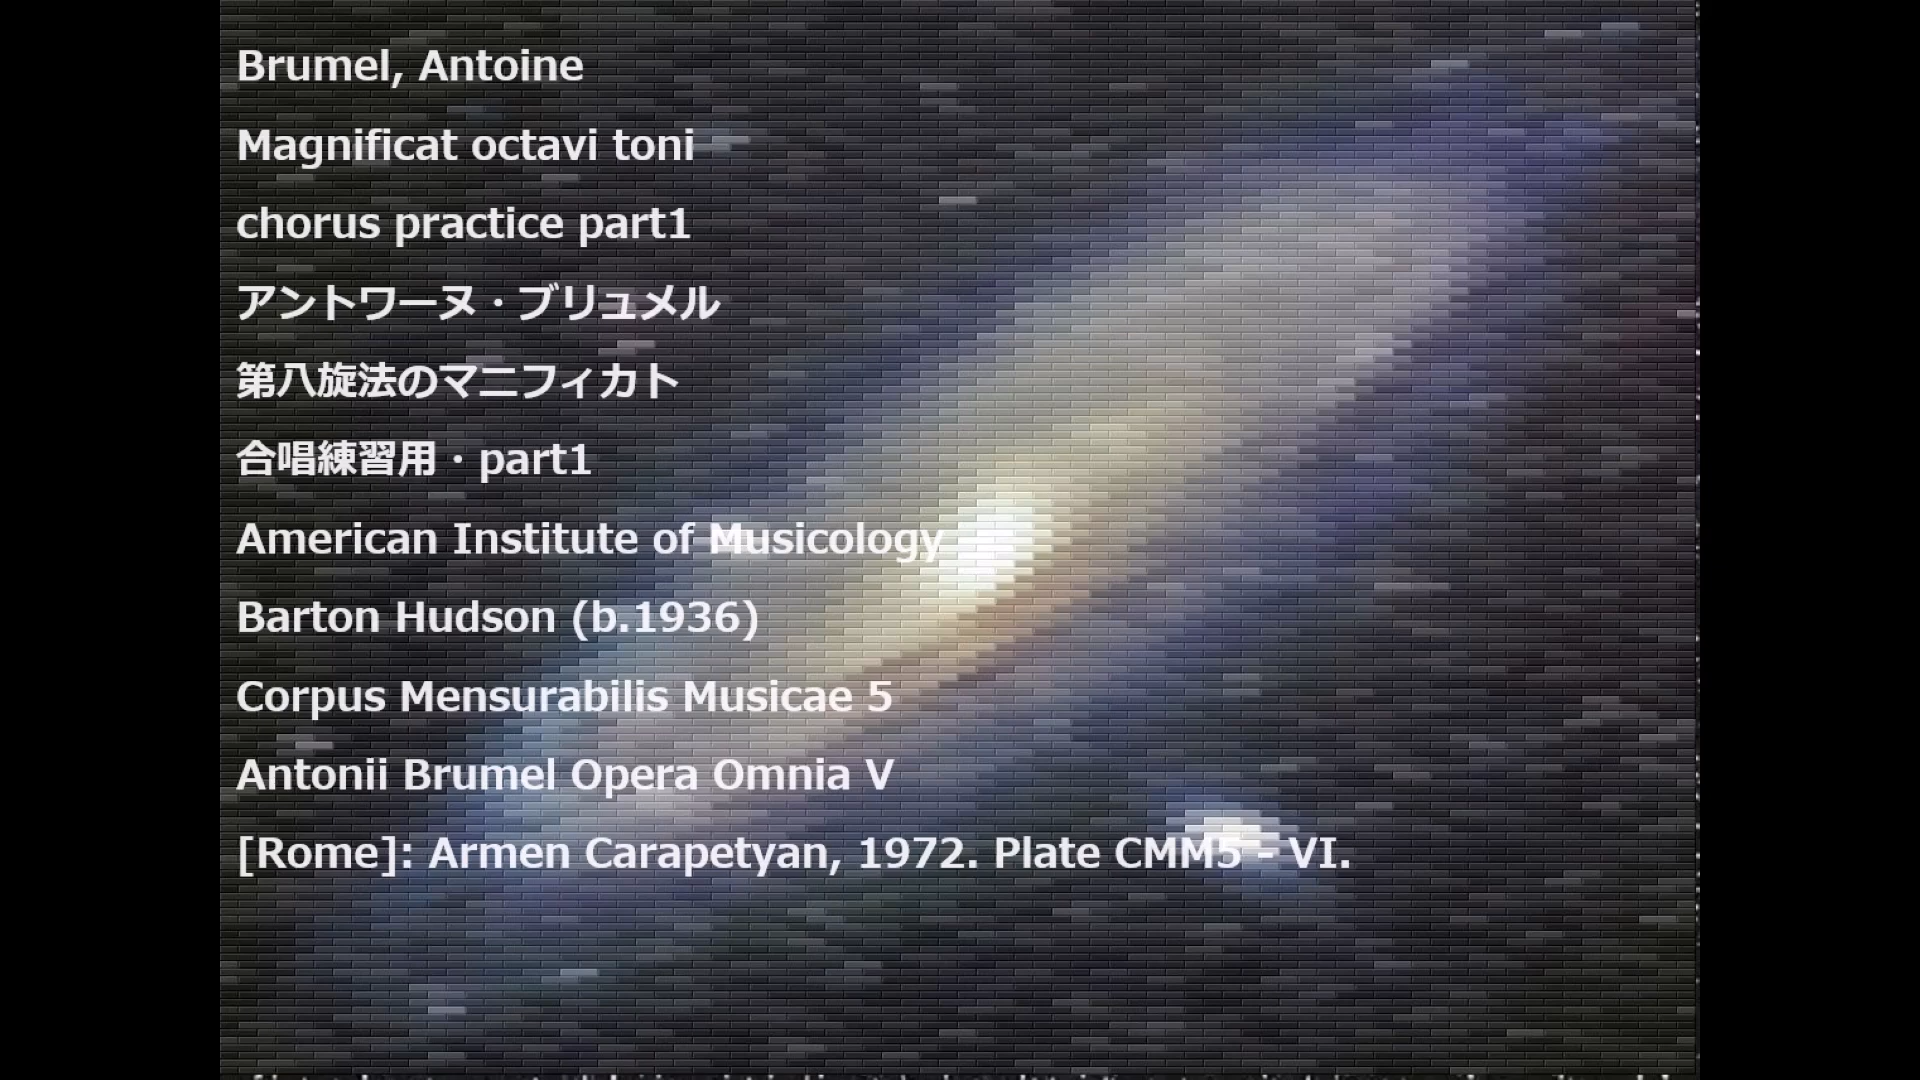 Brumel, Antoine
Magnificat octavi toni
chorus practice part1
アントワーヌ・ブリュメル
第八旋法のマニフィカト
合唱練習用・part1
American Institute of Musicology
Barton Hudson (b.1936)
Corpus Mensurabilis Musicae 5
Antonii Brumel Opera Omnia V
[Rome]: Armen Carapetyan, 1972. Plate CMM5 - VI.